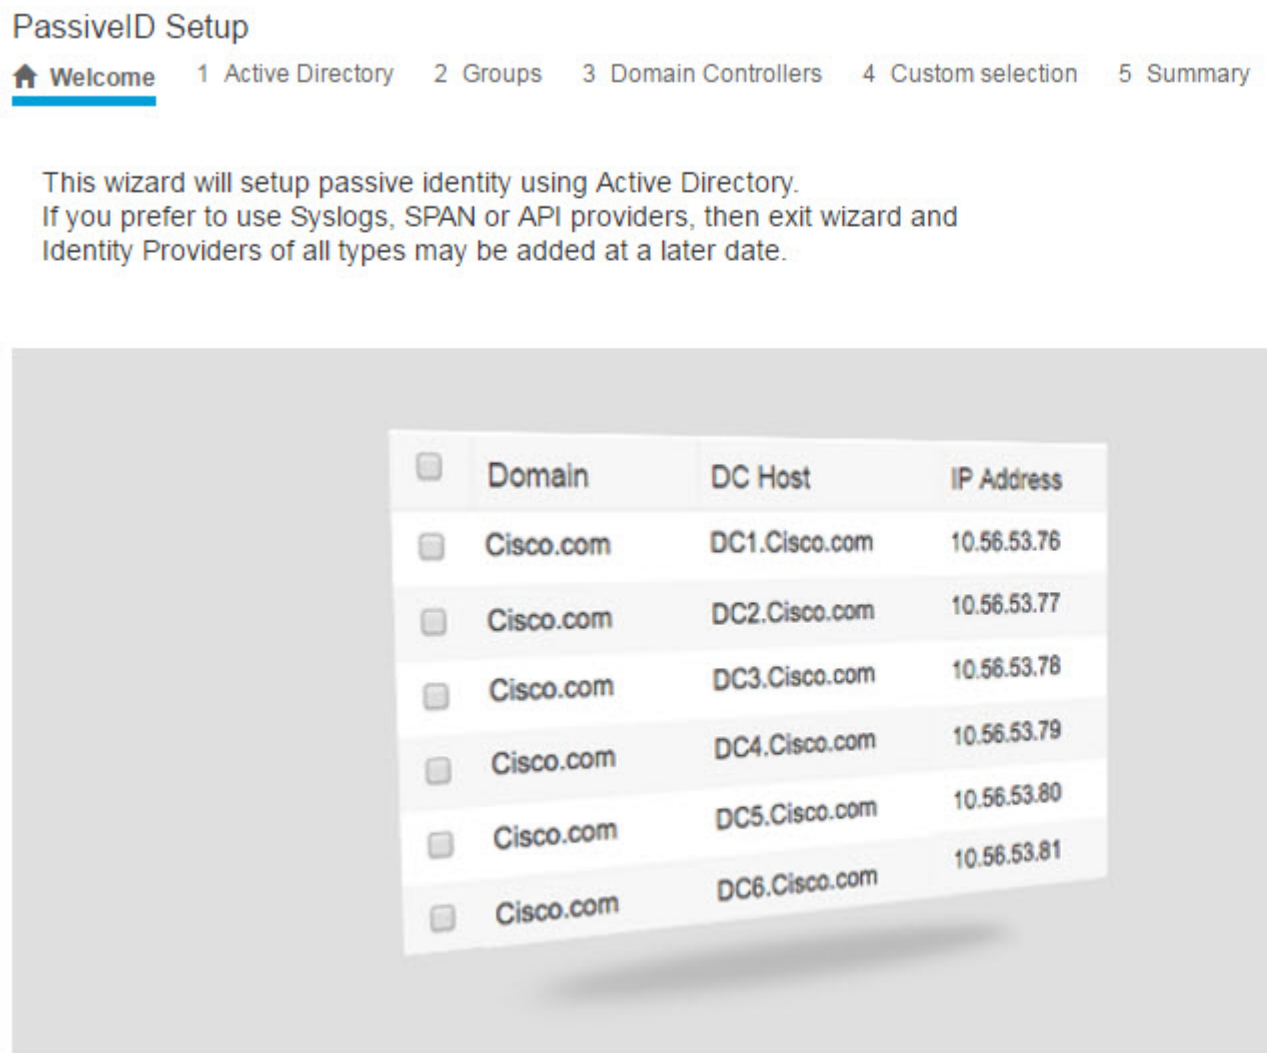 PassiveID Setup
Welcome 1 Active Directory 2 Groups 3 Domain Controllers 4 Custom selection 5 Summary
This wizard will setup passive identity using Active Directory.
If you prefer to use Syslogs, SPAN or API providers, then exit wizard and
Identity Providers of all types may be added at a later date.
Domain DC Host IP Address
Cisco.com DC1.Cisco.com 10.56.53.76
Cisco.com DC2.Cisco.com 10.56.53.77
Cisco.com DC3.Cisco.com 10.56.53.78
Cisco.com DC4.Cisco.com 10.56.53.79
Cisco.com DC5.Cisco.com 10.56.53.80
Cisco.com DC6.Cisco.com 10.56.53.81